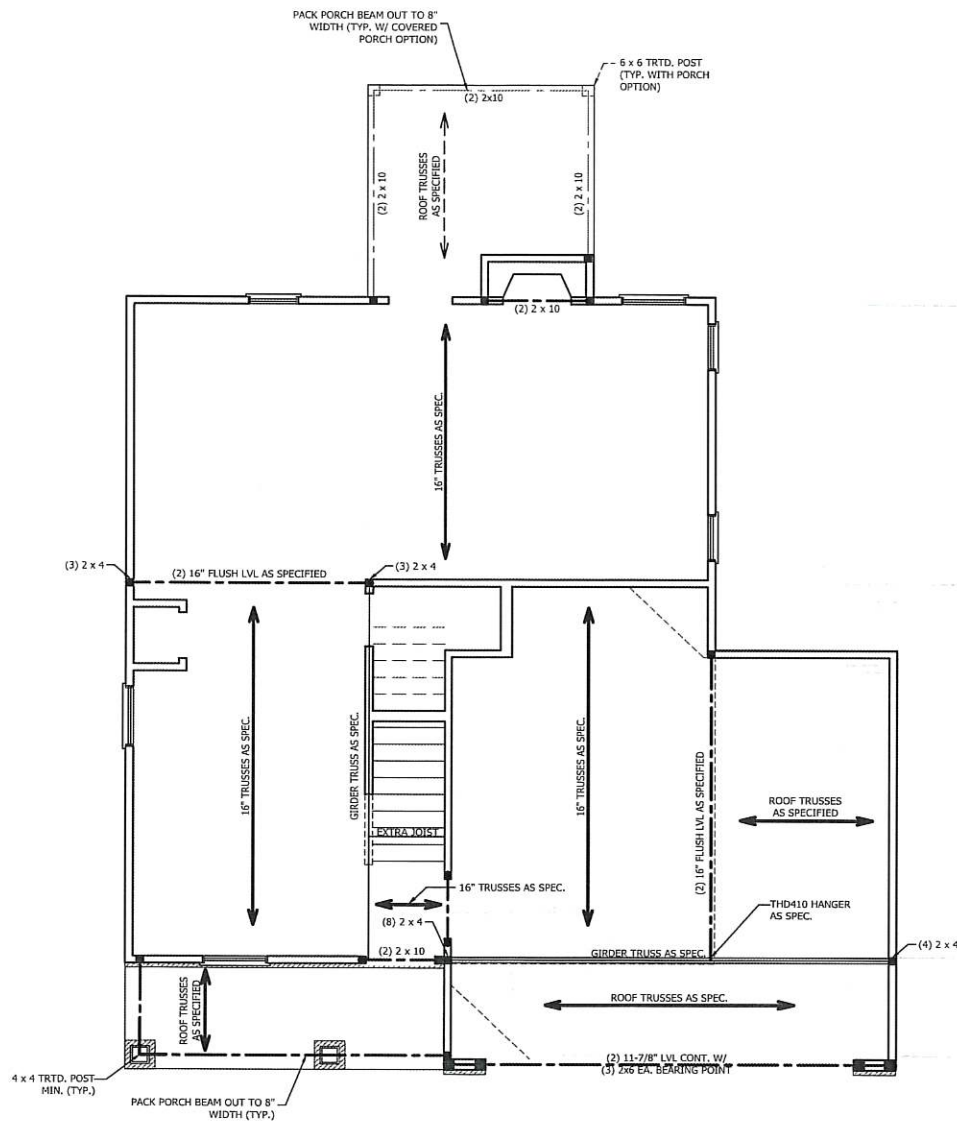 PACK PORCH BEAM OUT TO 8"
WIDTH (TYP. W/ COVERED
PORCH OPTION)
6 x 6 TRTD. POST
(TYP. WITH PORCH
OPTION)
(2) 2x10
ROOF TRUSSES
AS SPECIFIED
(2) 2 x 10
(2) 2 x 10
(2) 2 x 10
16" TRUSSES AS SPEC.
(3) 2 x 4
(2) 16" FLUSH LVL AS SPECIFIED
(3) 2 x 4
16" TRUSSES AS SPEC.
GIRDER TRUSS AS SPEC.
16" TRUSSES AS SPEC.
(2) 16" FLUSH LVL AS SPECIFIED
ROOF TRUSSES
AS SPECIFIED
EXTRA JOIST
16" TRUSSES AS SPEC.
THD410 HANGER
AS SPEC.
(8) 2 x 4
(2) 2 x 10
GIRDER TRUSS AS SPEC.
(4) 2 x 4
ROOF TRUSSES
AS SPECIFIED
ROOF TRUSSES AS SPEC.
(2) 11-7/8" LVL CONT. W/
(3) 2x6 EA. BEARING POINT
4 x 4 TRTD. POST
MIN. (TYP.)
PACK PORCH BEAM OUT TO 8"
WIDTH (TYP.)